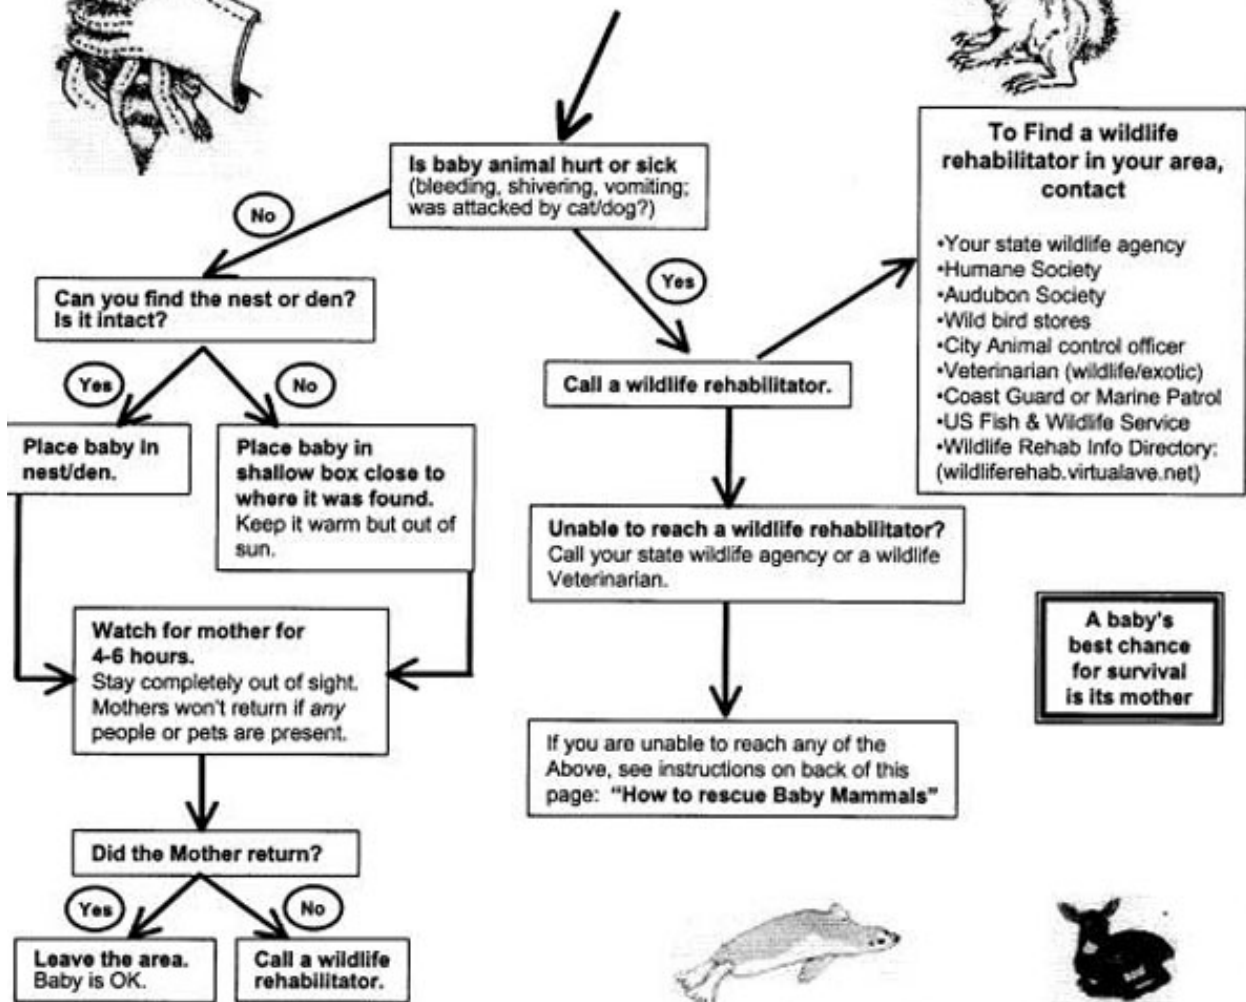 Is baby animal hurt or sick
(bleeding, shivering, vomiting;
was attacked by cat/dog?)
No
Yes
Can you find the nest or den?
Is it intact?
Yes
No
Place baby in
nest/den.
Place baby in
shallow box close to
where it was found.
Keep it warm but out of
sun.
Watch for mother for
4-6 hours.
Stay completely out of sight.
Mothers won't return if any
people or pets are present.
Did the Mother return?
Yes
No
Leave the area.
Baby is OK.
Call a wildlife
rehabilitator.
Call a wildlife rehabilitator.
Unable to reach a wildlife rehabilitator?
Call your state wildlife agency or a wildlife
Veterinarian.
If you are unable to reach any of the
Above, see instructions on back of this
page: "How to rescue Baby Mammals"
To Find a wildlife
rehabilitator in your area,
contact
•Your state wildlife agency
•Humane Society
•Audubon Society
•Wild bird stores
•City Animal control officer
•Veterinarian (wildlife/exotic)
•Coast Guard or Marine Patrol
•US Fish & Wildlife Service
•Wildlife Rehab Info Directory:
(wildliferehab.virtualave.net)
A baby's
best chance
for survival
is its mother